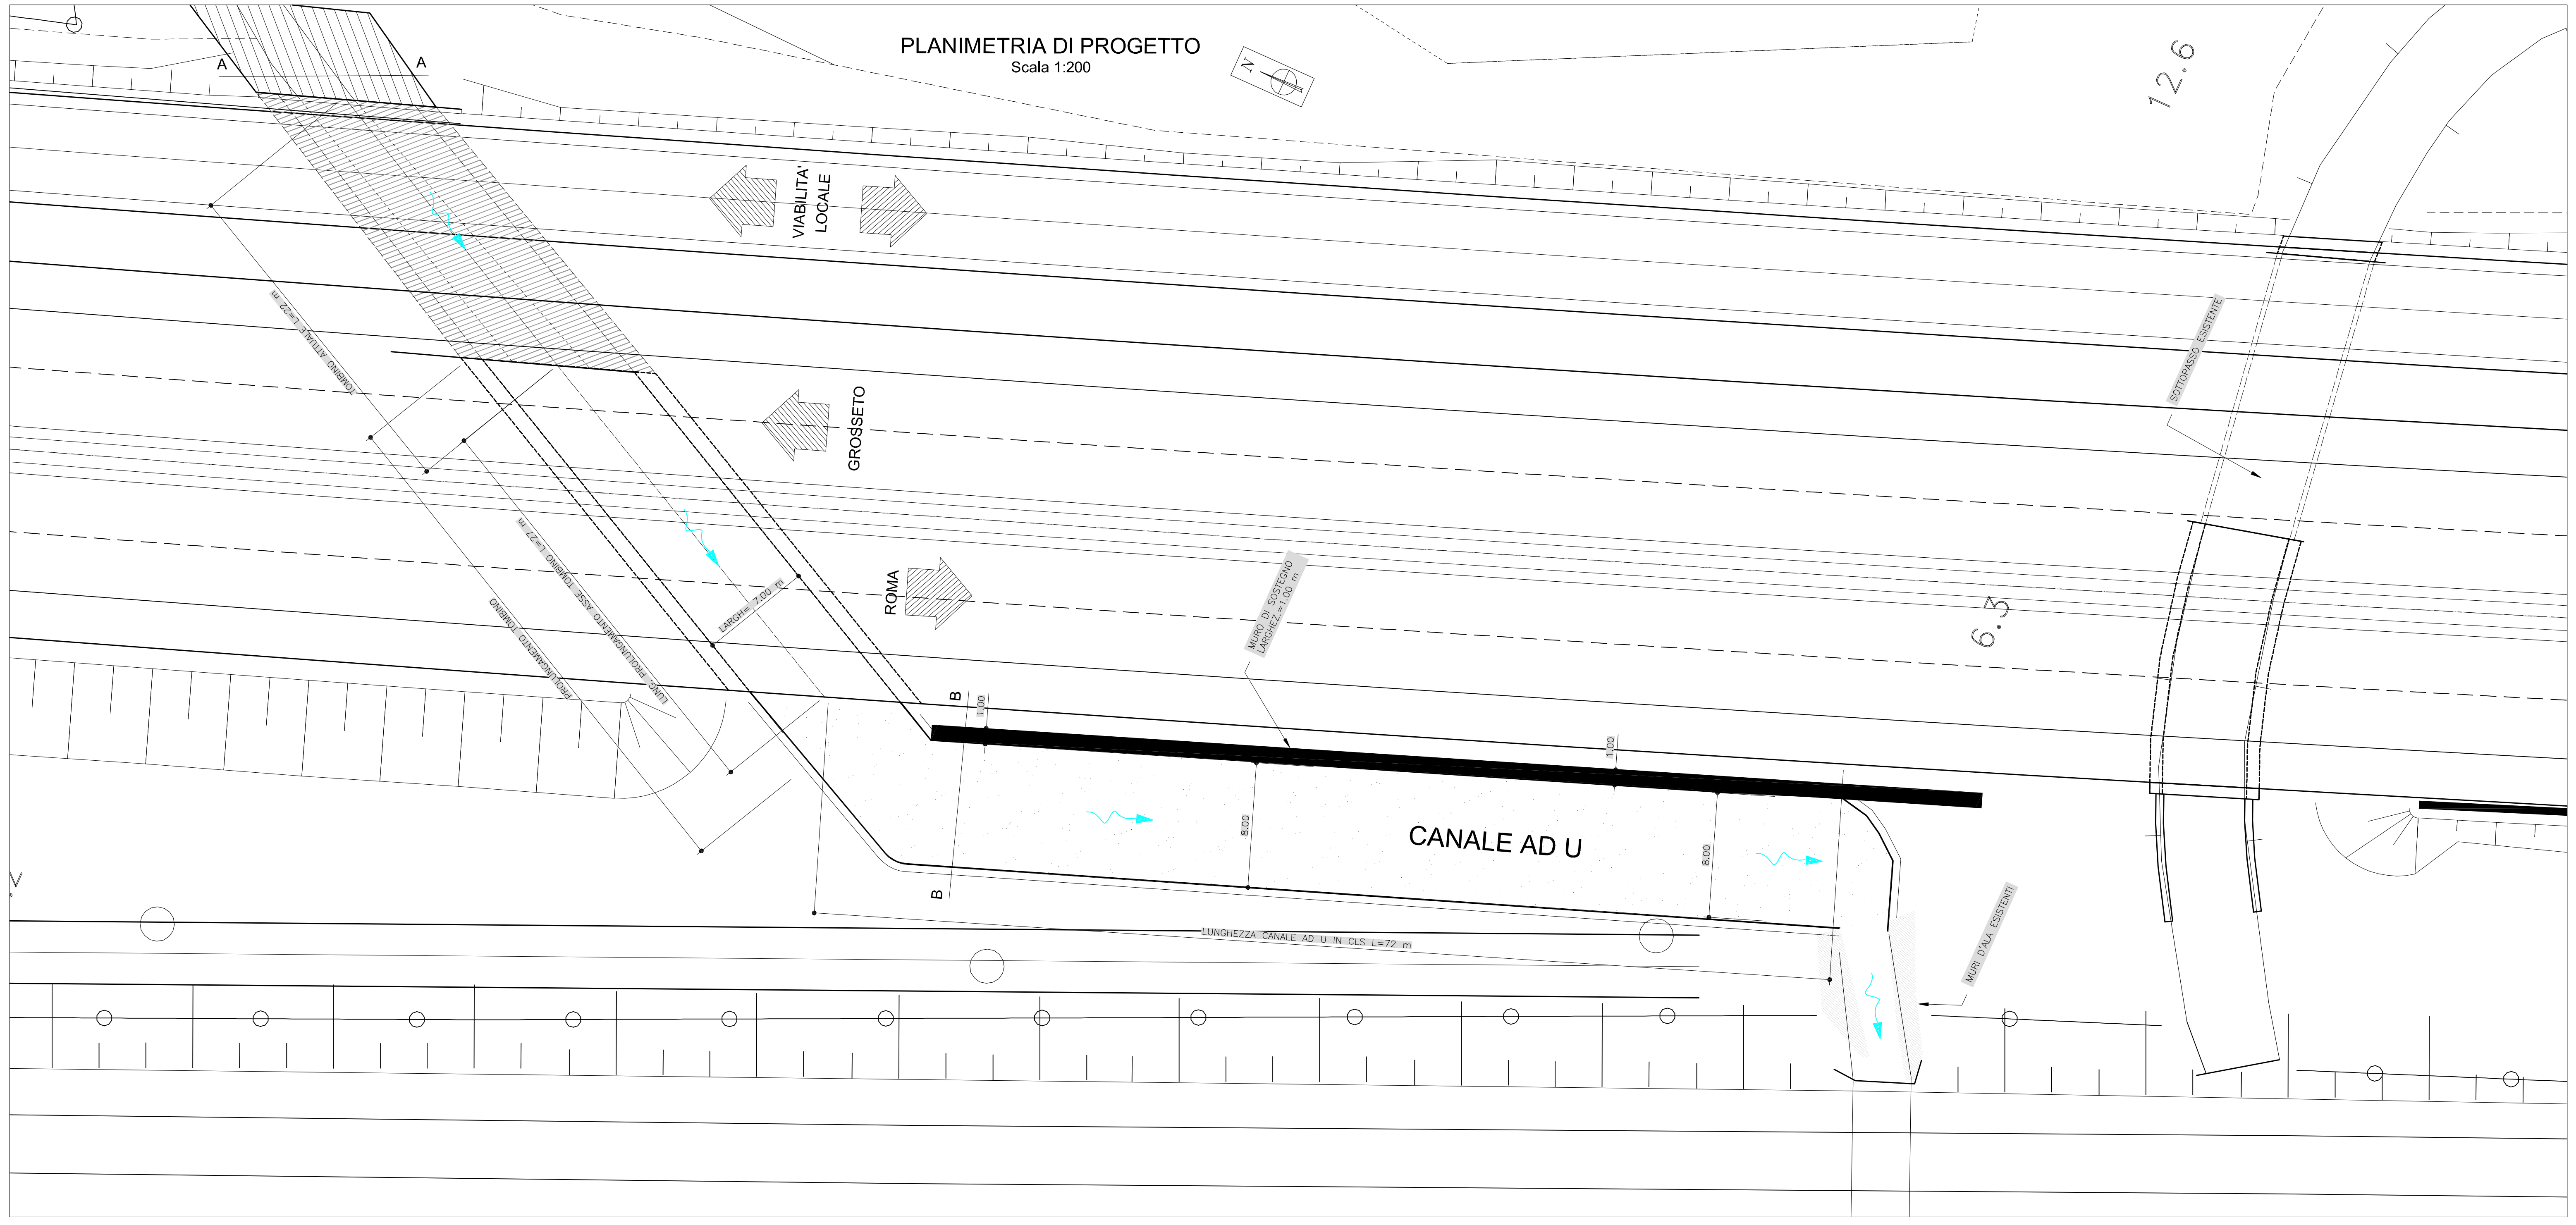 PLANIMETRIA DI PROGETTO
Scala 1:200
N
12.6
A
A
VIABILITA'
LOCALE
TOMBINO ATTUALE L=22 m
SOTTOPASSO ESISTENTE
GROSSETO
LUNG. PROLUNGAMENTO ASSE TOMBINO L=27 m
PROLUNGAMENTO TOMBINO
LARGH= 7.00 m
ROMA
MURO DI SOSTEGNO
LARGHEZ.=1.00 m
6.3
B
1.00
1.00
8.00
CANALE AD U
8.00
B
LUNGHEZZA CANALE AD U IN CLS L=72 m
MURI D'ALA ESISTENTI